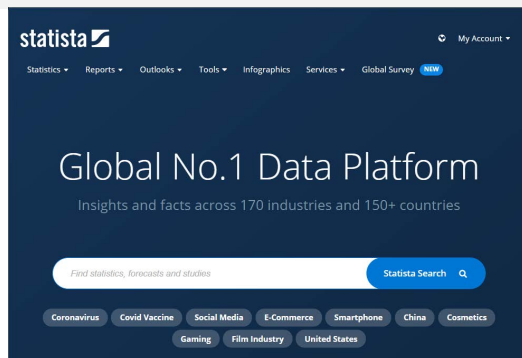 statista
My Account
Statistics Reports Outlooks Tools Infographics Services Global Survey NEW
Global No.1 Data Platform
Insights and facts across 170 industries and 150+ countries
Find statistics, forecasts and studies Statista Search
Coronavirus Covid Vaccine Social Media E-Commerce Smartphone China Cosmetics
Gaming Film Industry United States